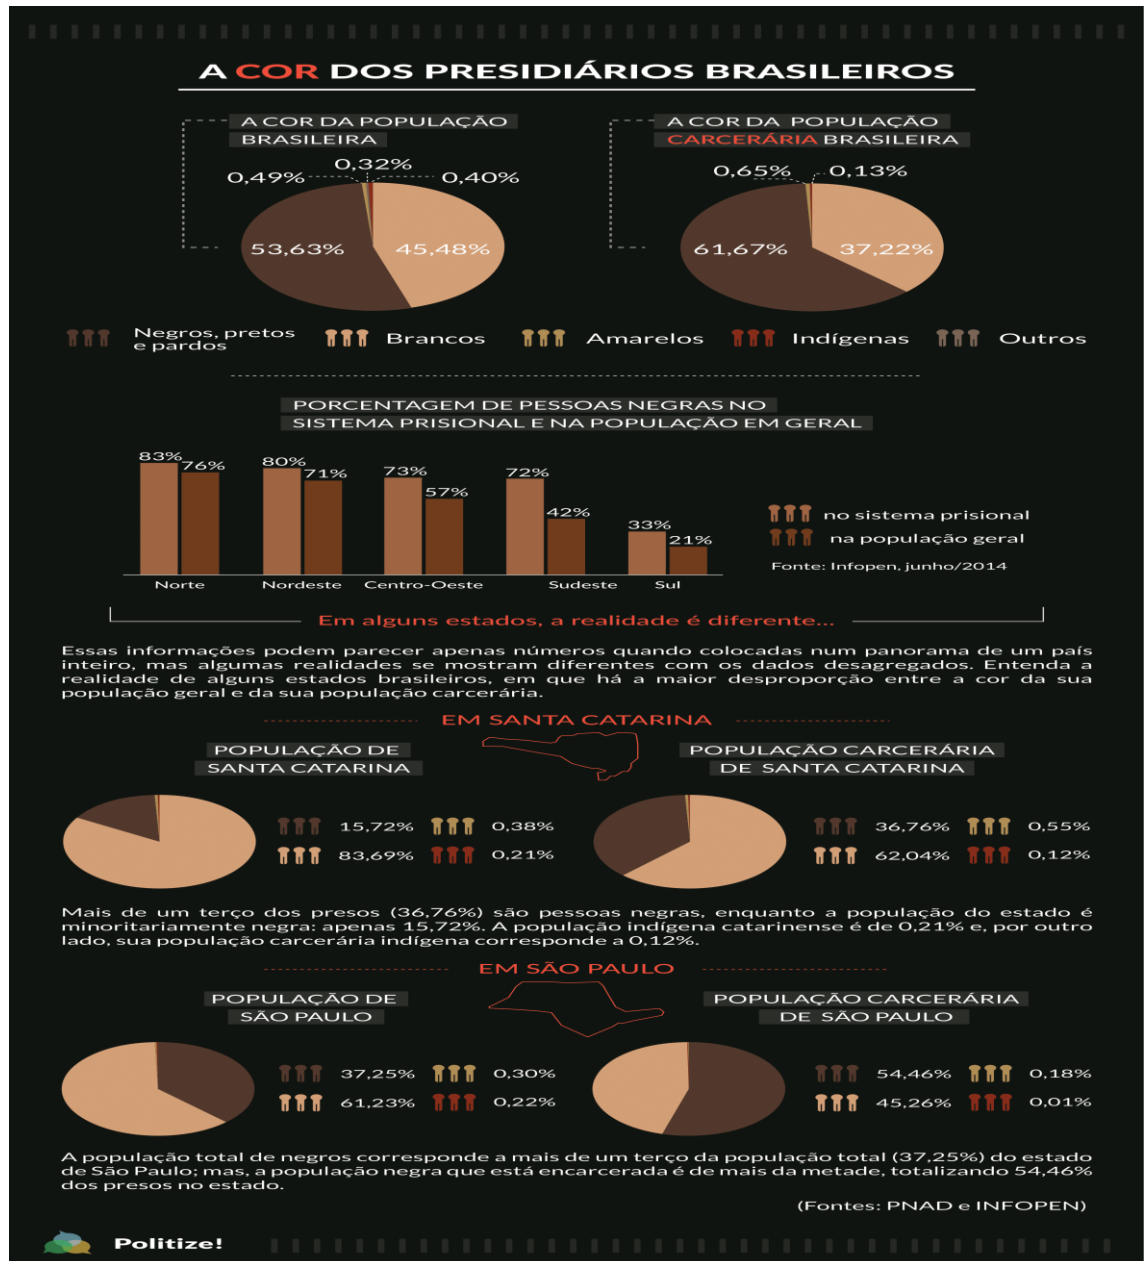 A COR DOS PRESIDIÁRIOS BRASILEIROS
A COR DA POPULAÇÃO
BRASILEIRA
0,32%
0,49%
0,40%
53,63%
45,48%
A COR DA POPULAÇÃO
CARCERÁRIA BRASILEIRA
0,65%
0,13%
61,67%
37,22%
Negros, pretos
e pardos
Brancos
Amarelos
Indígenas
Outros
PORCENTAGEM DE PESSOAS NEGRAS NO
SISTEMA PRISIONAL E NA POPULAÇÃO EM GERAL
83%
76%
80%
71%
73%
57%
72%
42%
33%
21%
Norte
Nordeste
Centro-Oeste
Sudeste
Sul
no sistema prisional
na população geral
Fonte: Infopen, junho/2014
Em alguns estados, a realidade é diferente...
Essas informações podem parecer apenas números quando colocadas num panorama de um país
inteiro, mas algumas realidades se mostram diferentes com os dados desagregados. Entenda a
realidade de alguns estados brasileiros, em que há a maior desproporção entre a cor da sua
população geral e da sua população carcerária.
EM SANTA CATARINA
POPULAÇÃO DE
SANTA CATARINA
15,72%
0,38%
83,69%
0,21%
POPULAÇÃO CARCERÁRIA
DE SANTA CATARINA
36,76%
0,55%
62,04%
0,12%
Mais de um terço dos presos (36,76%) são pessoas negras, enquanto a população do estado é
minoritariamente negra: apenas 15,72%. A população indígena catarinense é de 0,21% e, por outro
lado, sua população carcerária indígena corresponde a 0,12%.
EM SÃO PAULO
POPULAÇÃO DE
SÃO PAULO
37,25%
0,30%
61,23%
0,22%
POPULAÇÃO CARCERÁRIA
DE SÃO PAULO
54,46%
0,18%
45,26%
0,01%
A população total de negros corresponde a mais de um terço da população total (37,25%) do estado
de São Paulo; mas, a população negra que está encarcerada é de mais da metade, totalizando 54,46%
dos presos no estado.
(Fontes: PNAD e INFOPEN)
Politize!